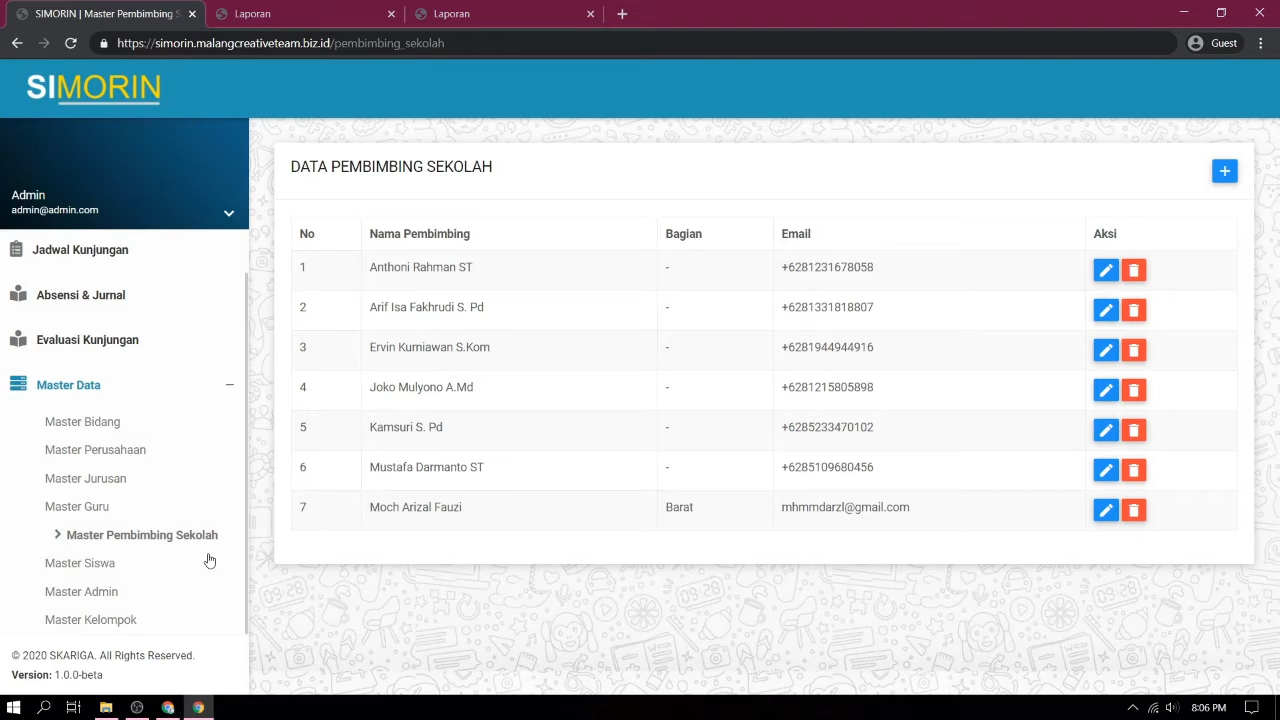 SIMORIN | Master Pembimbing S
Laporan
Laporan
https://simorin.malangcreativeteam.biz.id/pembimbing_sekolah
Guest
SIMORIN
Admin
admin@admin.com
Jadwal Kunjungan
Absensi & Jurnal
Evaluasi Kunjungan
Master Data
Master Bidang
Master Perusahaan
Master Jurusan
Master Guru
Master Pembimbing Sekolah
Master Siswa
Master Admin
Master Kelompok
© 2020 SKARIGA. All Rights Reserved.
Version: 1.0.0-beta
DATA PEMBIMBING SEKOLAH
No Nama Pembimbing Bagian Email Aksi
1 Anthoni Rahman ST - +6281231678058
2 Arif Isa Fakhrudi S. Pd - +6281331818807
3 Ervin Kurniawan S.Kom - +6281944944916
4 Joko Mulyono A.Md - +6281215805898
5 Kamsuri S. Pd - +6285233470102
6 Mustafa Darmanto ST - +6285109680456
7 Moch Arizal Fauzi Barat mhmmdarzl@gmail.com
8:06 PM